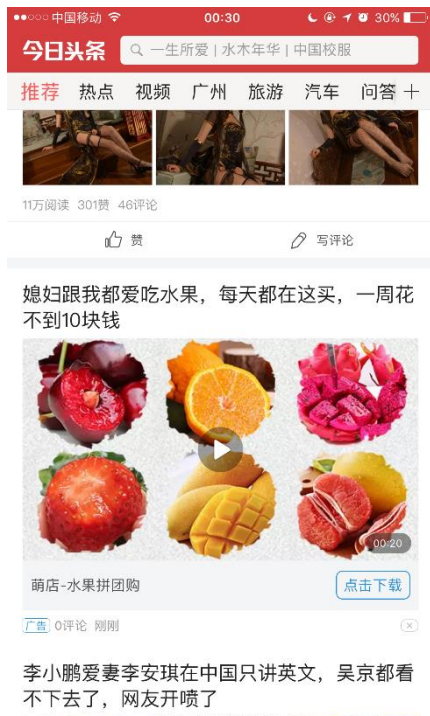 中国移动 00:30 30%
今日头条 一生所爱 | 水木年华 | 中国校服
推荐 热点 视频 广州 旅游 汽车 问答
11万阅读 301赞 46评论
赞 写评论
媳妇跟我都爱吃水果，每天都在这买，一周花
不到10块钱
00:20
萌店-水果拼团购 点击下载
广告 0评论 刚刚
李小鹏爱妻李安琪在中国只讲英文，吴京都看
不下去了，网友开喷了